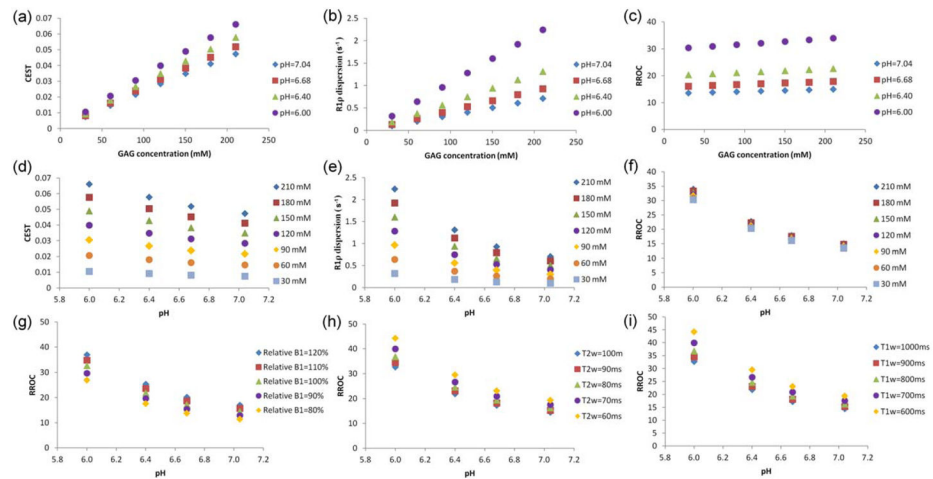 (a)
CEST
0.07
0.06
0.05
0.04
0.03
0.02
0.01
0
0 50 100 150 200 250
GAG concentration (mM)
pH=7.04
pH=6.68
pH=6.40
pH=6.00
(b)
R1ρ dispersion (s⁻¹)
2.5
2
1.5
1
0.5
0
0 50 100 150 200 250
GAG concentration (mM)
pH=7.04
pH=6.68
pH=6.40
pH=6.00
(c)
RROC
40
30
20
10
0
0 50 100 150 200 250
GAG concentration (mM)
pH=7.04
pH=6.68
pH=6.40
pH=6.00
(d)
CEST
0.07
0.06
0.05
0.04
0.03
0.02
0.01
0
5.8 6.0 6.2 6.4 6.6 6.8 7.0 7.2
pH
210 mM
180 mM
150 mM
120 mM
90 mM
60 mM
30 mM
(e)
R1ρ dispersion (s⁻¹)
2.5
2
1.5
1
0.5
0
5.8 6.0 6.2 6.4 6.6 6.8 7.0 7.2
pH
210 mM
180 mM
150 mM
120 mM
90 mM
60 mM
30 mM
(f)
RROC
40
35
30
25
20
15
10
5
0
5.8 6.0 6.2 6.4 6.6 6.8 7.0 7.2
pH
210 mM
180 mM
150 mM
120 mM
90 mM
60 mM
30 mM
(g)
RROC
50
40
30
20
10
0
5.8 6.0 6.2 6.4 6.6 6.8 7.0 7.2
pH
Relative B1=120%
Relative B1=110%
Relative B1=100%
Relative B1=90%
Relative B1=80%
(h)
RROC
50
40
30
20
10
0
5.8 6.0 6.2 6.4 6.6 6.8 7.0 7.2
pH
T2w=100m
T2w=90ms
T2w=80ms
T2w=70ms
T2w=60ms
(i)
RROC
50
45
40
35
30
25
20
15
10
5
0
5.8 6.0 6.2 6.4 6.6 6.8 7.0 7.2
pH
T1w=1000ms
T1w=900ms
T1w=800ms
T1w=700ms
T1w=600ms